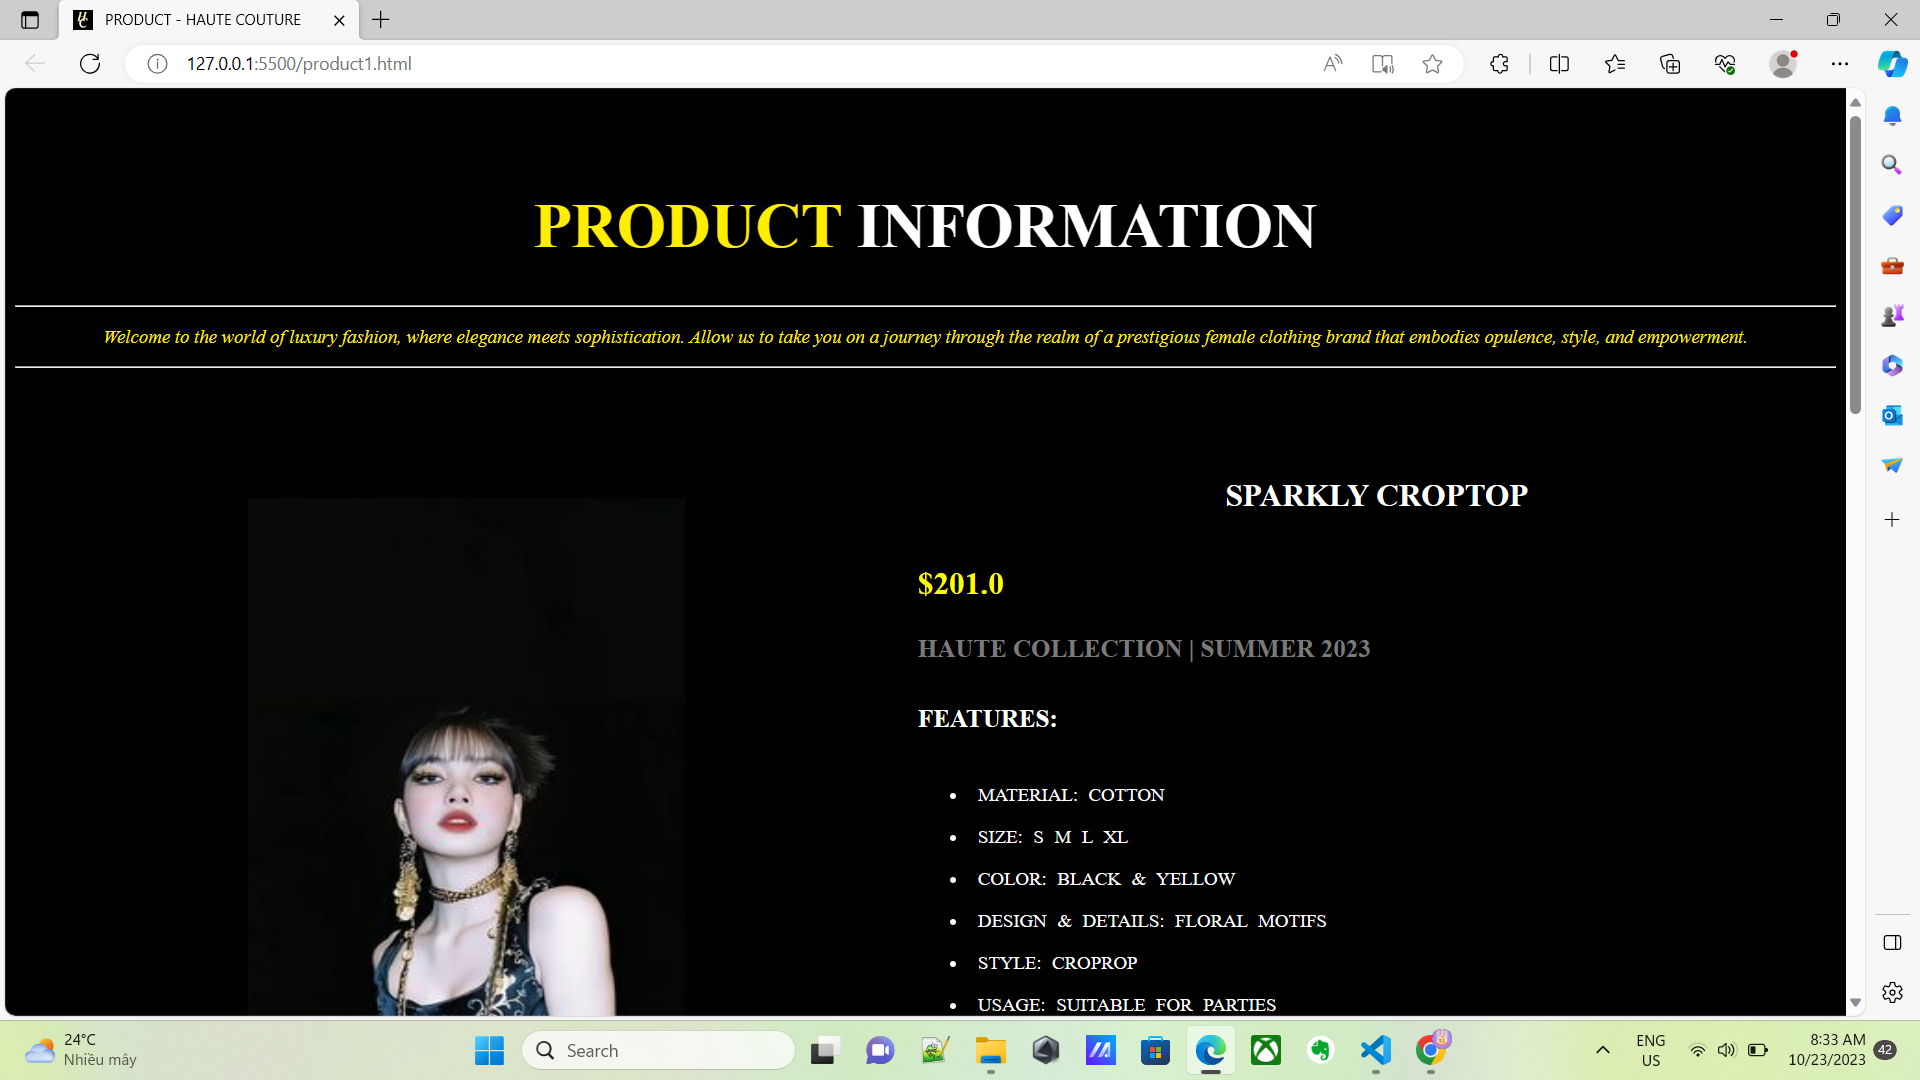 PRODUCT - HAUTE COUTURE
127.0.0.1:5500/product1.html
PRODUCT INFORMATION
Welcome to the world of luxury fashion, where elegance meets sophistication. Allow us to take you on a journey through the realm of a prestigious female clothing brand that embodies opulence, style, and empowerment.
SPARKLY CROPTOP
$201.0
HAUTE COLLECTION | SUMMER 2023
FEATURES:
MATERIAL: COTTON
SIZE: S M L XL
COLOR: BLACK & YELLOW
DESIGN & DETAILS: FLORAL MOTIFS
STYLE: CROPROP
USAGE: SUITABLE FOR PARTIES
24°C
Nhiều mây
Search
ENG
US
8:33 AM
10/23/2023
42